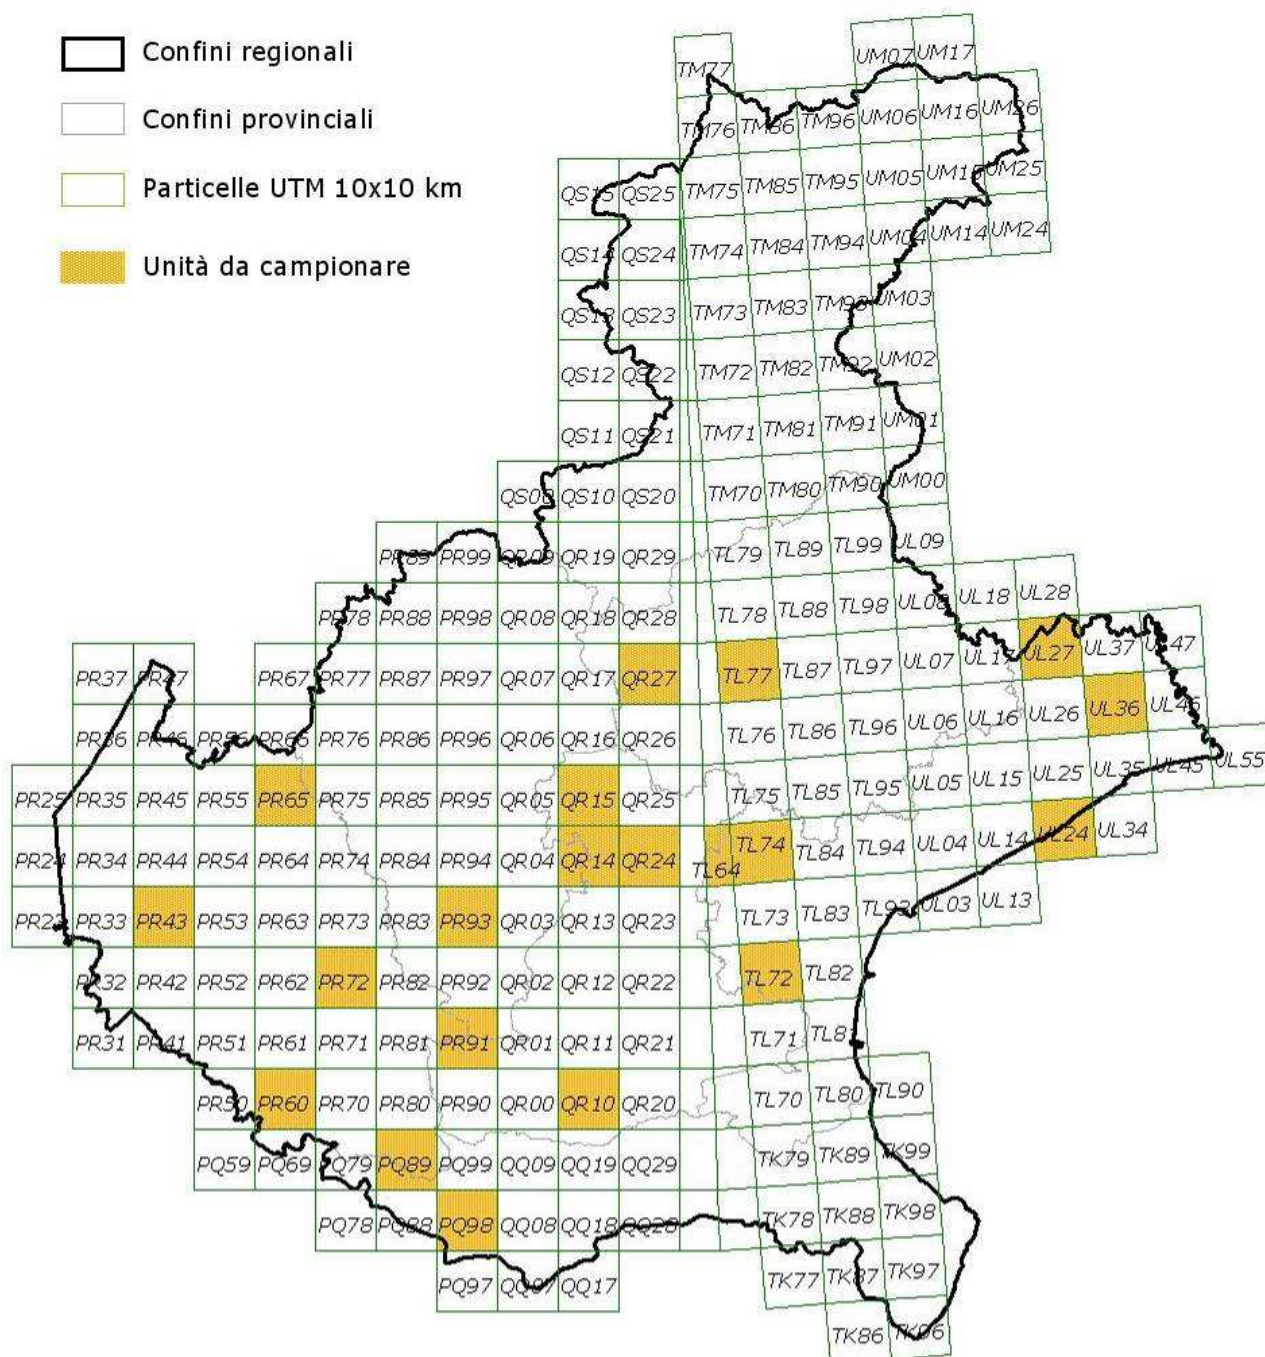 Confini regionali
Confini provinciali
Particelle UTM 10x10 km
Unità da campionare
UM07 UM17
TM77
TM76 TM86 TM96 UM06 UM16 UM26
QS15 QS25 TM75 TM85 TM95 UM05 UM15 UM25
QS14 QS24 TM74 TM84 TM94 UM04 UM14 UM24
QS13 QS23 TM73 TM83 TM93 UM03
QS12 QS22 TM72 TM82 TM92 UM02
QS11 QS21 TM71 TM81 TM91 UM01
QS00 QS10 QS20 TM70 TM80 TM90 UM00
PR89 PR99 QR09 QR19 QR29 TL79 TL89 TL99 UL09
PR78 PR88 PR98 QR08 QR18 QR28 TL78 TL88 TL98 UL08 UL18 UL28
PR37 PR47 PR67 PR77 PR87 PR97 QR07 QR17 QR27 TL77 TL87 TL97 UL07 UL17 UL27 UL37 UL47
PR36 PR46 PR56 PR66 PR76 PR86 PR96 QR06 QR16 QR26 TL76 TL86 TL96 UL06 UL16 UL26 UL36 UL46
PR25 PR35 PR45 PR55 PR65 PR75 PR85 PR95 QR05 QR15 QR25 TL75 TL85 TL95 UL05 UL15 UL25 UL35 UL45 UL55
PR24 PR34 PR44 PR54 PR64 PR74 PR84 PR94 QR04 QR14 QR24 TL64 TL74 TL84 TL94 UL04 UL14 UL24 UL34
PR23 PR33 PR43 PR53 PR63 PR73 PR83 PR93 QR03 QR13 QR23 TL73 TL83 TL93 UL03 UL13
PR32 PR42 PR52 PR62 PR72 PR82 PR92 QR02 QR12 QR22 TL72 TL82
PR31 PR41 PR51 PR61 PR71 PR81 PR91 QR01 QR11 QR21 TL71 TL81
PR50 PR60 PR70 PR80 PR90 QR00 QR10 QR20 TL70 TL80 TL90
PQ59 PQ69 PQ79 PQ89 PQ99 QQ09 QQ19 QQ29 TK79 TK89 TK99
PQ78 PQ88 PQ98 QQ08 QQ18 QQ28 TK78 TK88 TK98
PQ97 QQ07 QQ17 TK77 TK87 TK97
TK86 TK96